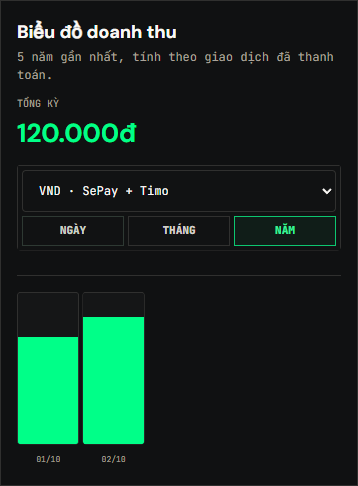 Biểu đồ doanh thu
5 năm gần nhất, tính theo giao dịch đã thanh
toán.
TỔNG KỲ
120.000đ
VND · SePay + Timo
NGÀY THÁNG NĂM
01/10 02/10